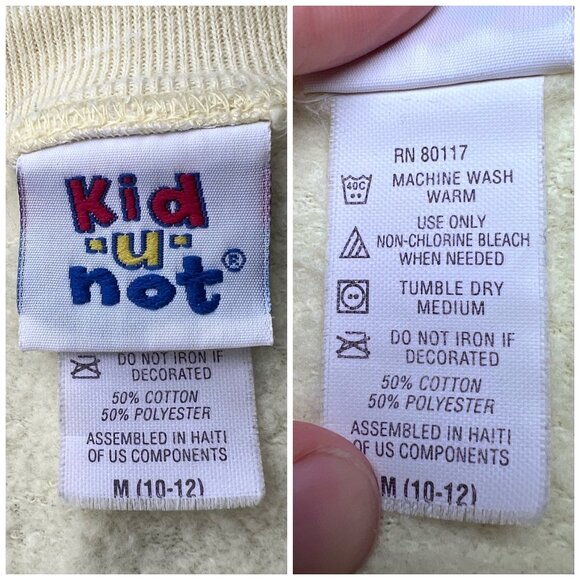 Kid
-u-
not®
DO NOT IRON IF
DECORATED
50% COTTON
50% POLYESTER
ASSEMBLED IN HAITI
OF US COMPONENTS
M (10-12)
RN 80117
40C MACHINE WASH
WARM
USE ONLY
NON-CHLORINE BLEACH
WHEN NEEDED
TUMBLE DRY
MEDIUM
DO NOT IRON IF
DECORATED
50% COTTON
50% POLYESTER
ASSEMBLED IN HAITI
OF US COMPONENTS
M (10-12)